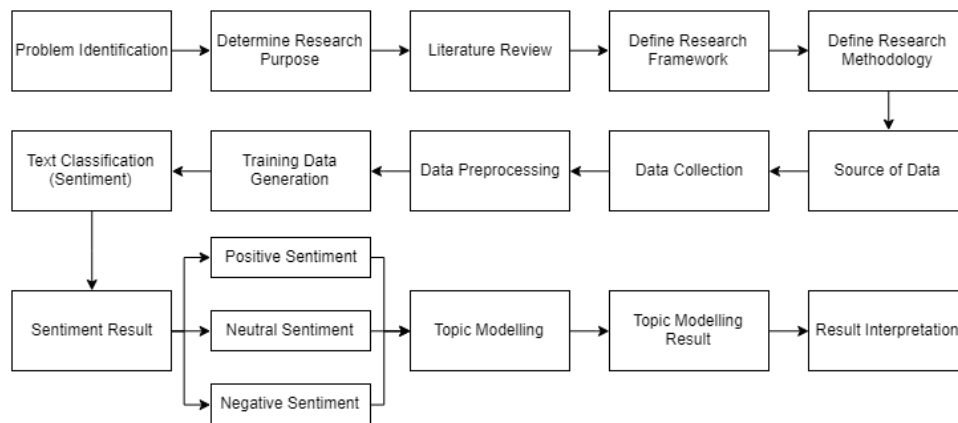 Problem Identification
Determine Research
Purpose
Literature Review
Define Research
Framework
Define Research
Methodology
Text Classification
(Sentiment)
Training Data
Generation
Data Preprocessing
Data Collection
Source of Data
Sentiment Result
Positive Sentiment
Neutral Sentiment
Negative Sentiment
Topic Modelling
Topic Modelling
Result
Result Interpretation